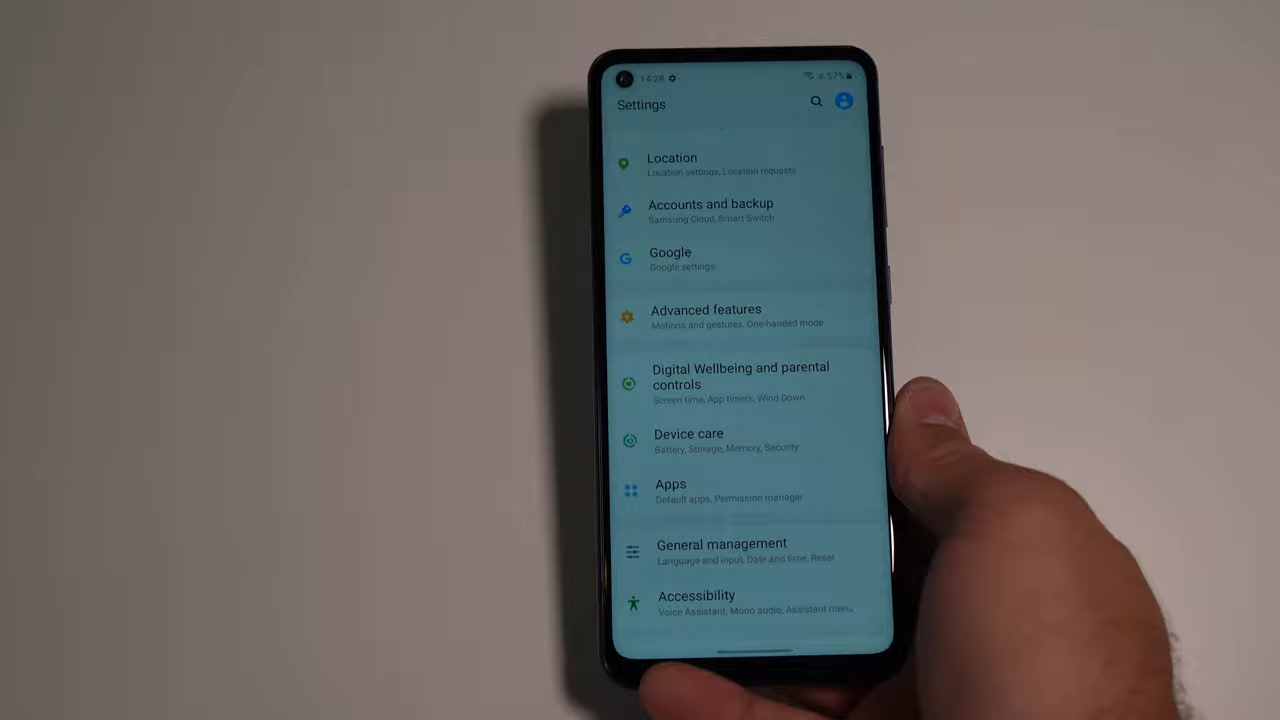 14:28
57%
Settings
Location
Location settings, Location requests
Accounts and backup
Samsung Cloud, Smart Switch
Google
Google settings
Advanced features
Motions and gestures, One-handed mode
Digital Wellbeing and parental
controls
Screen time, App timers, Wind Down
Device care
Battery, Storage, Memory, Security
Apps
Default apps, Permission manager
General management
Language and input, Date and time, Reset
Accessibility
Voice Assistant, Mono audio, Assistant menu